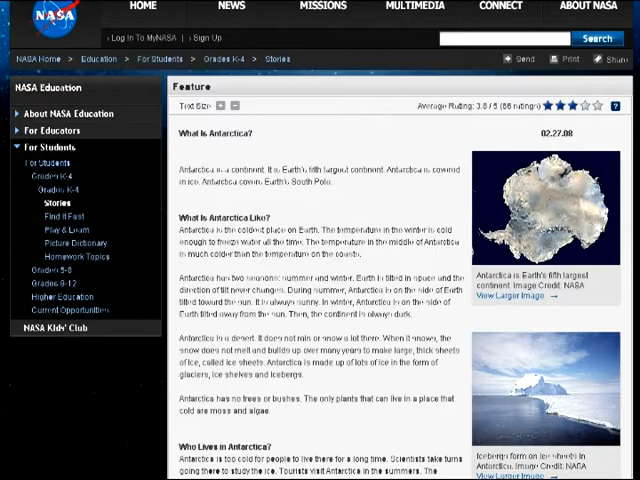 NASA
HOME NEWS MISSIONS MULTIMEDIA CONNECT ABOUT NASA
› Log In To MyNASA | › Sign Up
Search
NASA Home > Education > For Students > Grades K-4 > Stories
Send Print Share
NASA Education
About NASA Education
For Educators
For Students
For Students
Grades K-4
Grades K-4
Stories
Find It Fast
Play & Learn
Picture Dictionary
Homework Topics
Grades 5-8
Grades 9-12
Higher Education
Current Opportunities
NASA Kids' Club
Feature
Text Size
Average Rating: 3.8 / 5 (86 ratings)
What Is Antarctica?
02.27.08
Antarctica is a continent. It is Earth's fifth largest continent. Antarctica is covered
in ice. Antarctica covers Earth's South Pole.
What Is Antarctica Like?
Antarctica is the coldest place on Earth. The temperature in the winter is cold
enough to freeze water all the time. The temperature in the middle of Antarctica
is much colder than the temperature on the coasts.
Antarctica has two seasons: summer and winter. Earth is tilted in space and the
direction of tilt never changes. During summer, Antarctica is on the side of Earth
tilted toward the sun. It is always sunny. In winter, Antarctica is on the side of
Earth tilted away from the sun. Then, the continent is always dark.
Antarctica is a desert. It does not rain or snow a lot there. When it snows, the
snow does not melt and builds up over many years to make large, thick sheets
of ice, called ice sheets. Antarctica is made up of lots of ice in the form of
glaciers, ice shelves and icebergs.
Antarctica has no trees or bushes. The only plants that can live in a place that
cold are moss and algae.
Who Lives in Antarctica?
Antarctica is too cold for people to live there for a long time. Scientists take turns
going there to study the ice. Tourists visit Antarctica in the summers. The
Antarctica is Earth's fifth largest
continent. Image Credit: NASA
View Larger Image →
Icebergs form on ice sheets in
Antarctica. Image Credit: NASA
View Larger Image →